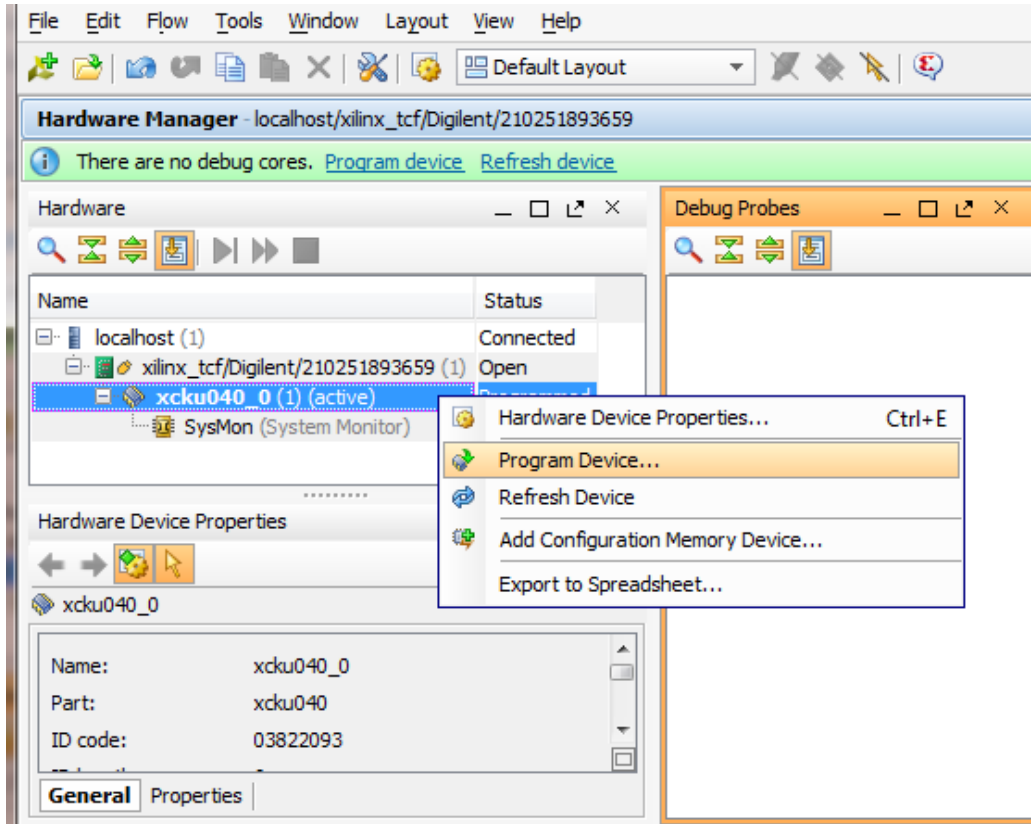 File Edit Flow Tools Window Layout View Help
Default Layout
Hardware Manager - localhost/xilinx_tcf/Digilent/210251893659
There are no debug cores. Program device Refresh device
Hardware
Debug Probes
Name Status
localhost (1) Connected
xilinx_tcf/Digilent/210251893659 (1) Open
xcku040_0 (1) (active) Programmed
SysMon (System Monitor)
Hardware Device Properties... Ctrl+E
Program Device...
Refresh Device
Add Configuration Memory Device...
Export to Spreadsheet...
Hardware Device Properties
xcku040_0
Name: xcku040_0
Part: xcku040
ID code: 03822093
General Properties